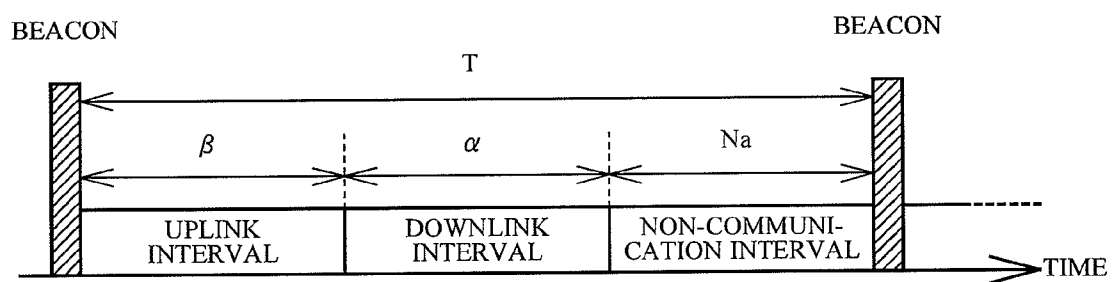 BEACON
BEACON
T
β
α
Na
UPLINK
INTERVAL
DOWNLINK
INTERVAL
NON-COMMUNI-
CATION INTERVAL
TIME